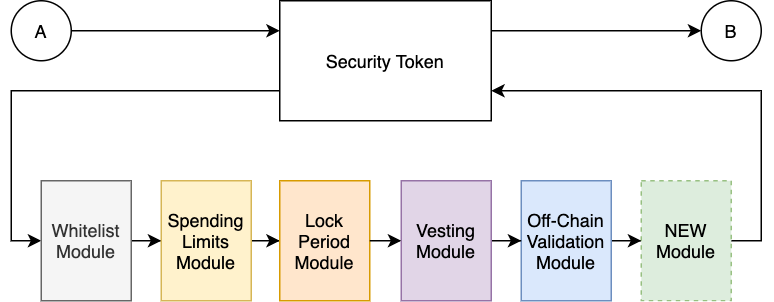 A
Security Token
B
Whitelist
Module
Spending
Limits
Module
Lock
Period
Module
Vesting
Module
Off-Chain
Validation
Module
NEW
Module